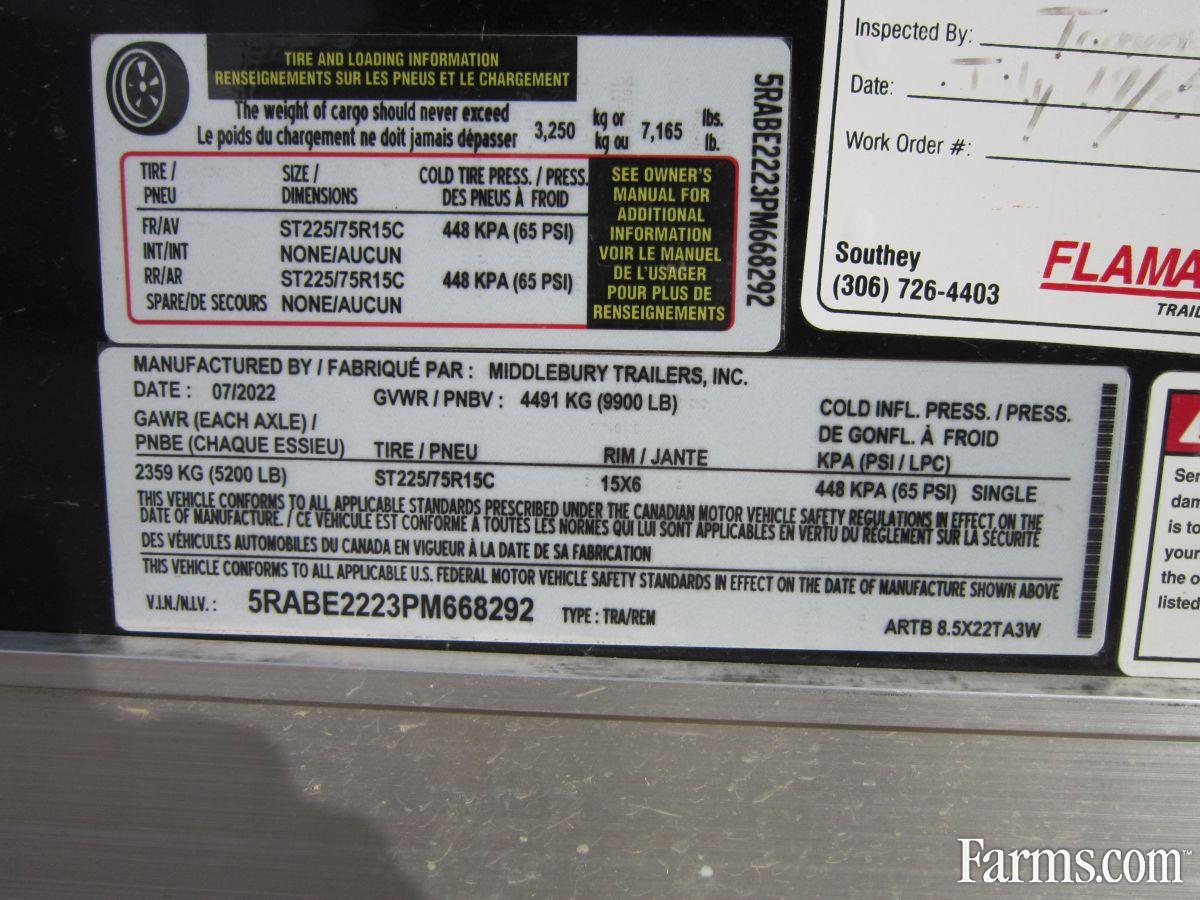 TIRE AND LOADING INFORMATION
RENSEIGNEMENTS SUR LES PNEUS ET LE CHARGEMENT
The weight of cargo should never exceed 3,250 kg or 7,165 lbs.
Le poids du chargement ne doit jamais dépasser kg ou lb.
TIRE / SIZE / COLD TIRE PRESS. / PRESS.
PNEU DIMENSIONS DES PNEUS À FROID
FR/AV ST225/75R15C 448 KPA (65 PSI)
INT/INT NONE/AUCUN
RR/AR ST225/75R15C 448 KPA (65 PSI)
SPARE/DE SECOURS NONE/AUCUN
SEE OWNER'S
MANUAL FOR
ADDITIONAL
INFORMATION
VOIR LE MANUEL
DE L'USAGER
POUR PLUS DE
RENSEIGNEMENTS
5RABE2223PM668292
Inspected By:
Date: July
Work Order #:
Southey
(306) 726-4403
FLAMA
TRAIL
MANUFACTURED BY / FABRIQUÉ PAR : MIDDLEBURY TRAILERS, INC.
DATE : 07/2022 GVWR / PNBV : 4491 KG (9900 LB)
GAWR (EACH AXLE) / COLD INFL. PRESS. / PRESS.
PNBE (CHAQUE ESSIEU) TIRE / PNEU RIM / JANTE DE GONFL. À FROID
KPA (PSI / LPC)
2359 KG (5200 LB) ST225/75R15C 15X6 448 KPA (65 PSI) SINGLE
THIS VEHICLE CONFORMS TO ALL APPLICABLE STANDARDS PRESCRIBED UNDER THE CANADIAN MOTOR VEHICLE SAFETY REGULATIONS IN EFFECT ON THE
DATE OF MANUFACTURE. / CE VÉHICULE EST CONFORME A TOUTES LES NORMES QUI LUI SONT APPLICABLES EN VERTU DU RÈGLEMENT SUR LA SÉCURITÉ
DES VÉHICULES AUTOMOBILES DU CANADA EN VIGUEUR À LA DATE DE SA FABRICATION
THIS VEHICLE CONFORMS TO ALL APPLICABLE U.S. FEDERAL MOTOR VEHICLE SAFETY STANDARDS IN EFFECT ON THE DATE OF MANUFACTURE SHOWN ABOVE
V.I.N./N.I.V. : 5RABE2223PM668292 TYPE : TRA/REM
ARTB 8.5X22TA3W
Ser
dam
is to
your
the o
listed
Farms.com™